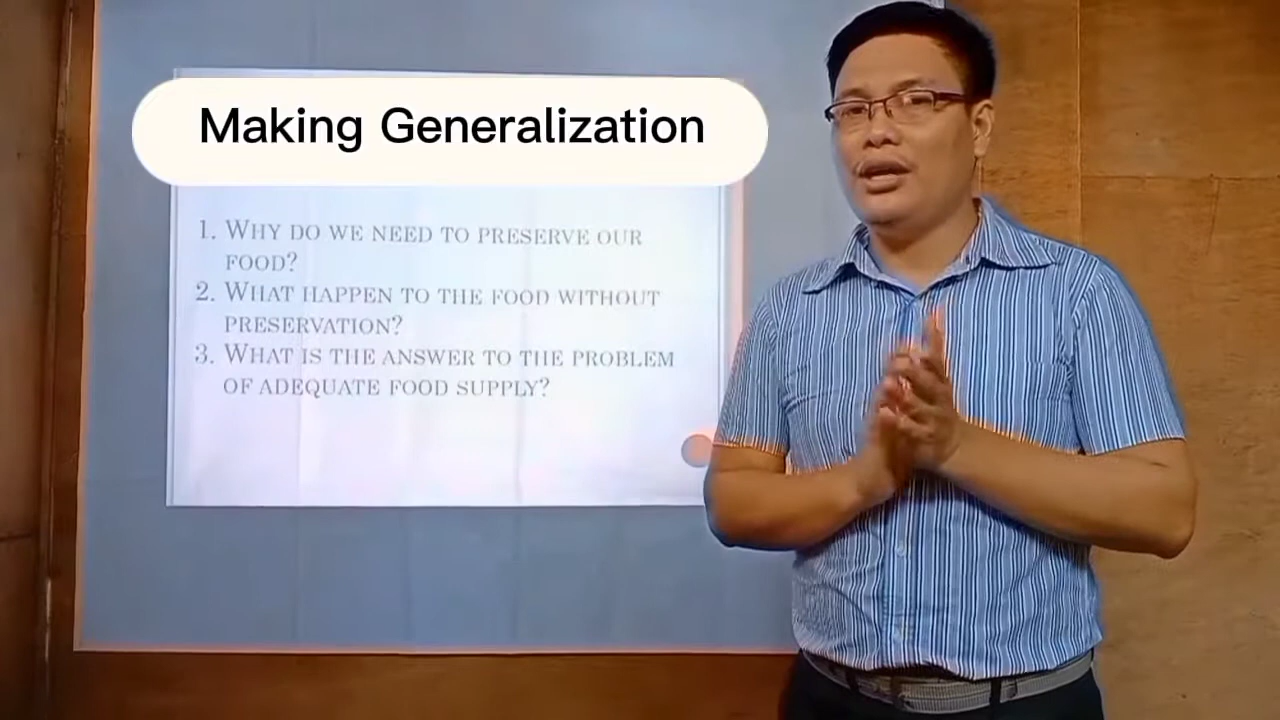 Making Generalization
1. WHY DO WE NEED TO PRESERVE OUR
FOOD?
2. WHAT HAPPEN TO THE FOOD WITHOUT
PRESERVATION?
3. WHAT IS THE ANSWER TO THE PROBLEM
OF ADEQUATE FOOD SUPPLY?